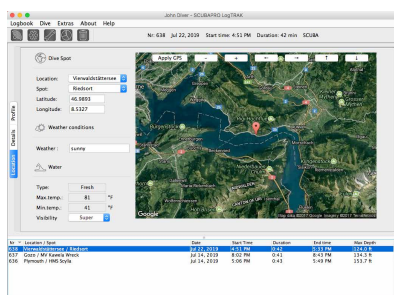 John Diver - SCUBAPRO LogTRAK
Logbook Dive Extras About Help
Nr: 638 Jul 22, 2019 Start time: 4:51 PM Duration: 42 min SCUBA
Dive Spot
Location: Vierwaldstättersee
Spot: Riedsort
Latitude: 46.9893
Longitude: 8.5327
Weather conditions
Weather : sunny
Water
Type: Fresh
Max.temp.: 81 °F
Min.temp.: 41 °F
Visibility Super
Profile
Details
Location
Apply GPS - + ← → ↑ ↓
Google
Nr Location / Spot Date Start Time Duration End time Max Depth
638 Vierwaldstättersee / Riedsort Jul 22, 2019 4:51 PM 0:42 5:33 PM 124.0 ft
637 Gozo / MV Kawela Wreck Jul 14, 2019 8:02 PM 0:41 8:43 PM 134.3 ft
636 Plymouth / HMS Scylla Jul 14, 2019 5:06 PM 0:43 5:49 PM 153.7 ft